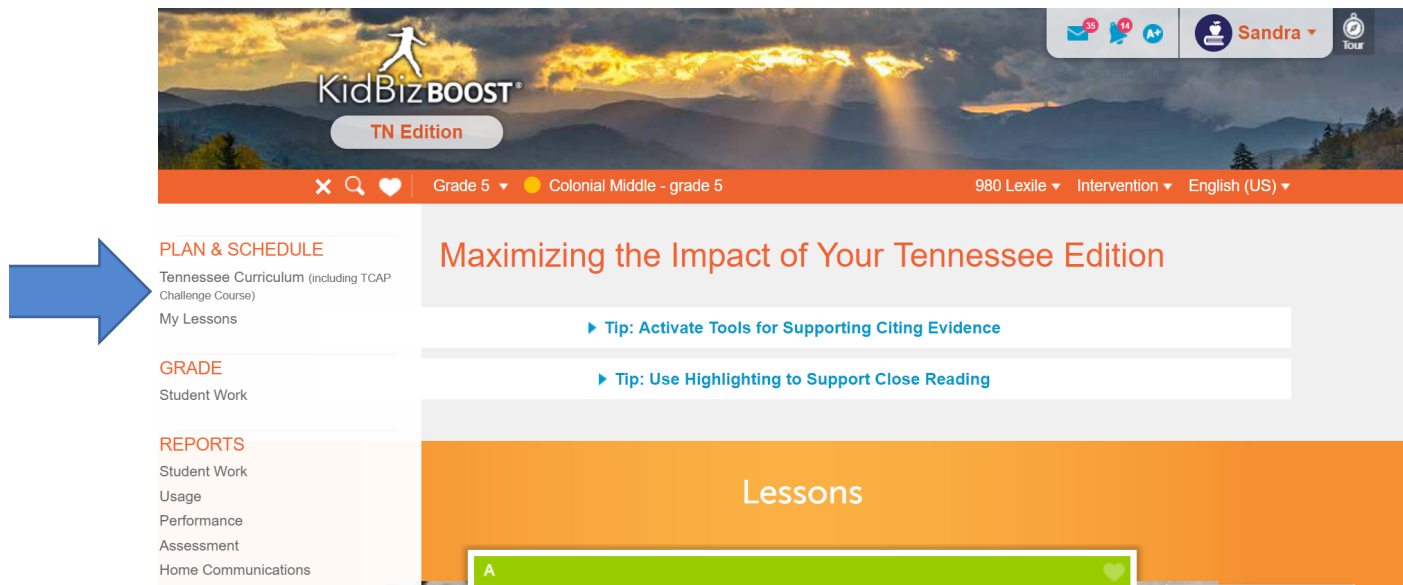 35
14
A+
Sandra
Tour
KidBizBOOST®
TN Edition
Grade 5
Colonial Middle - grade 5
980 Lexile
Intervention
English (US)
PLAN & SCHEDULE
Tennessee Curriculum (including TCAP
Challenge Course)
My Lessons
GRADE
Student Work
REPORTS
Student Work
Usage
Performance
Assessment
Home Communications
Maximizing the Impact of Your Tennessee Edition
Tip: Activate Tools for Supporting Citing Evidence
Tip: Use Highlighting to Support Close Reading
Lessons
A